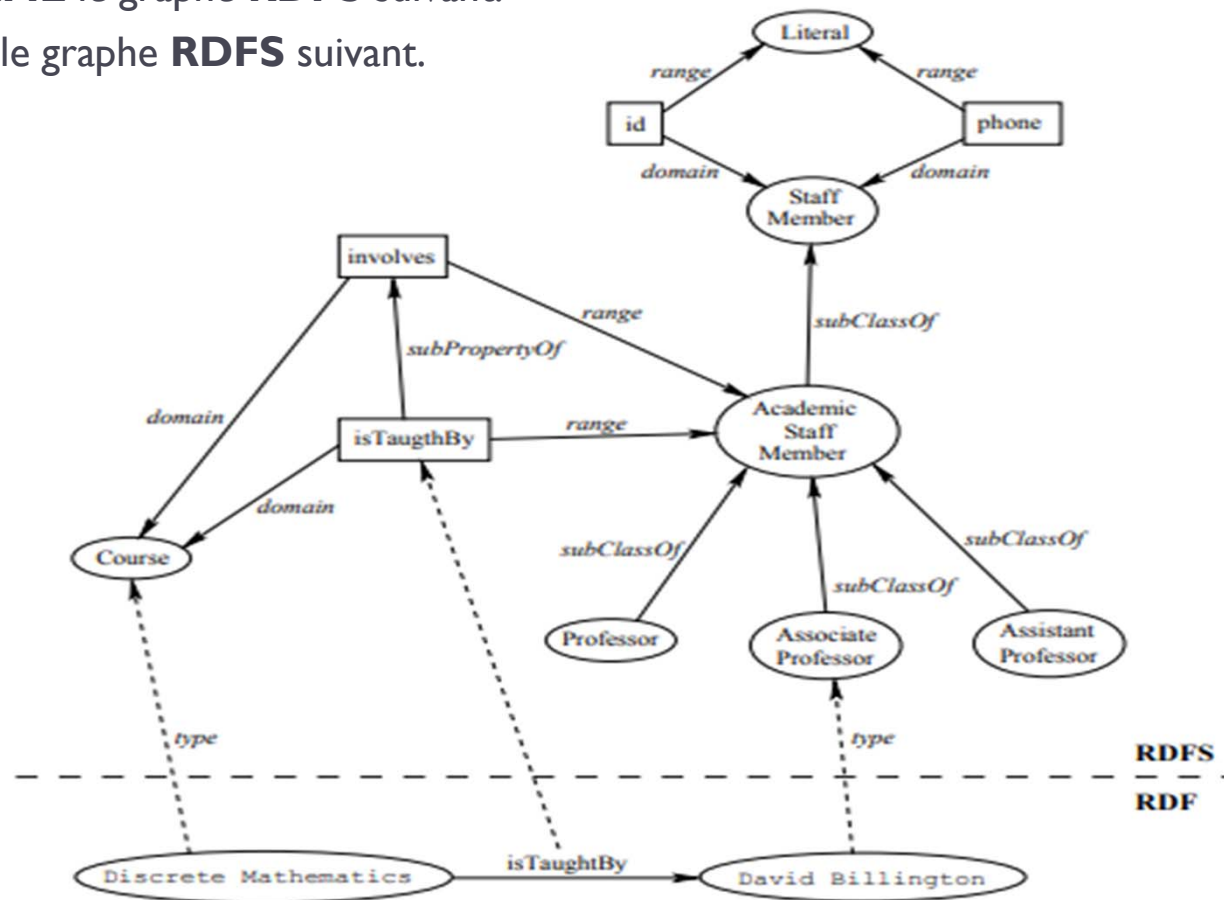 le graphe RDFS suivant.
Literal
range
range
id
phone
domain
domain
Staff
Member
involves
range
subClassOf
subPropertyOf
domain
Academic
Staff
Member
isTaugthBy
range
domain
Course
subClassOf
subClassOf
subClassOf
Professor
Associate
Professor
Assistant
Professor
type
type
RDFS
RDF
Discrete Mathematics
isTaughtBy
David Billington